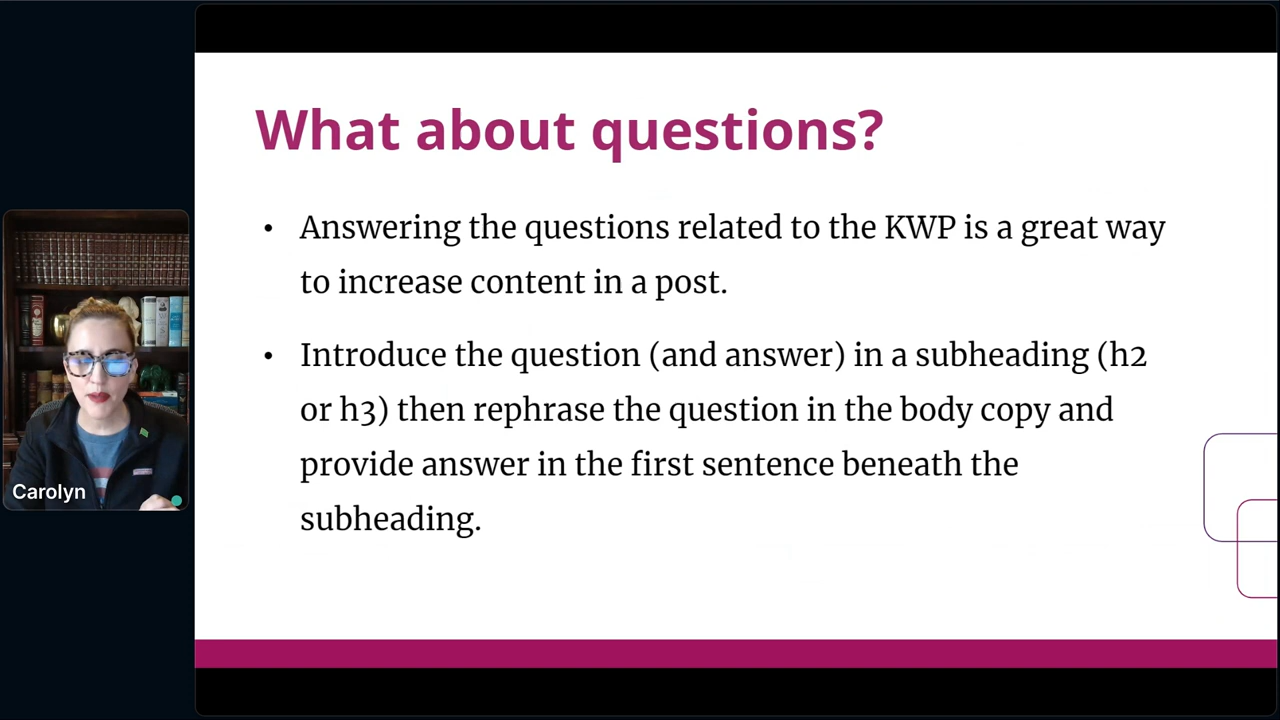 What about questions?
• Answering the questions related to the KWP is a great way
to increase content in a post.
• Introduce the question (and answer) in a subheading (h2
or h3) then rephrase the question in the body copy and
provide answer in the first sentence beneath the
subheading.
Carolyn